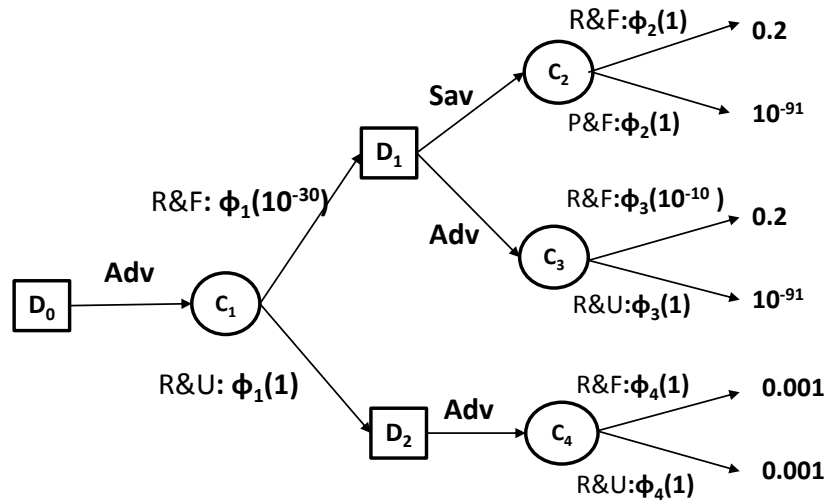 R&F:ϕ₂(1)
0.2
C₂
Sav
P&F:ϕ₂(1)
10⁻⁹¹
D₁
R&F: ϕ₁(10⁻³⁰)
R&F:ϕ₃(10⁻¹⁰ )
0.2
Adv
C₃
Adv
R&U:ϕ₃(1)
10⁻⁹¹
D₀
C₁
R&U: ϕ₁(1)
R&F:ϕ₄(1)
0.001
Adv
D₂
C₄
R&U:ϕ₄(1)
0.001